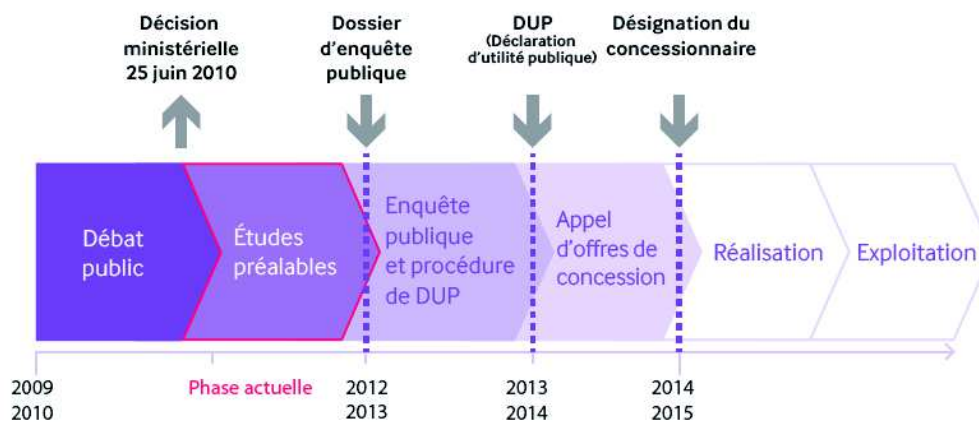 Décision
ministérielle
25 juin 2010
Dossier
d'enquête
publique
DUP
(Déclaration
d'utilité publique)
Désignation du
concessionnaire
Débat
public
Études
préalables
Enquête
publique
et procédure
de DUP
Appel
d'offres de
concession
Réalisation
Exploitation
2009
2010
Phase actuelle
2012
2013
2013
2014
2014
2015